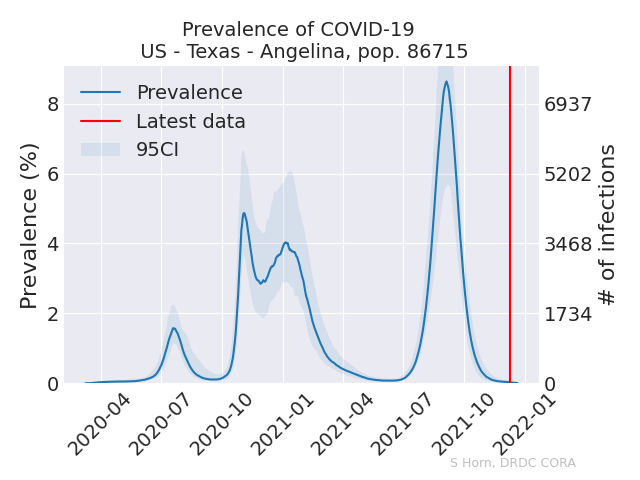 Prevalence of COVID-19
US - Texas - Angelina, pop. 86715
Prevalence
Latest data
95CI
Prevalence (%)
8
6
4
2
0
# of infections
6937
5202
3468
1734
0
2020-04
2020-07
2020-10
2021-01
2021-04
2021-07
2021-10
2022-01
S Horn, DRDC CORA